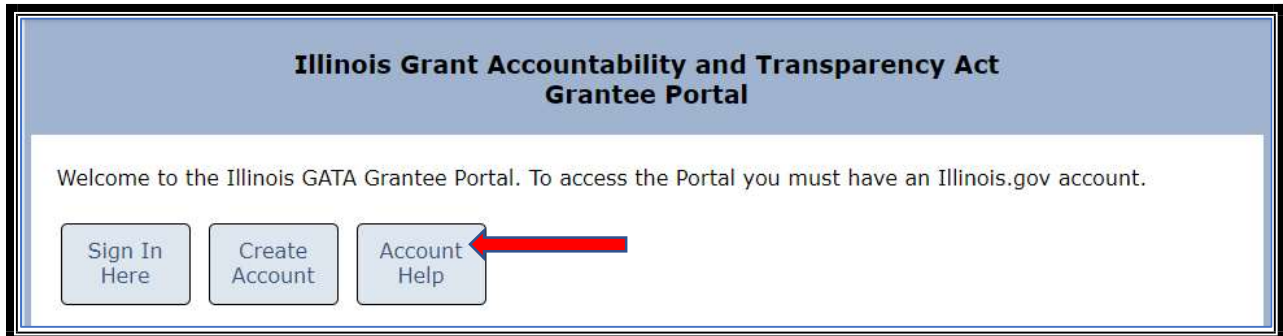 Illinois Grant Accountability and Transparency Act
Grantee Portal
Welcome to the Illinois GATA Grantee Portal. To access the Portal you must have an Illinois.gov account.
Sign In
Here
Create
Account
Account
Help